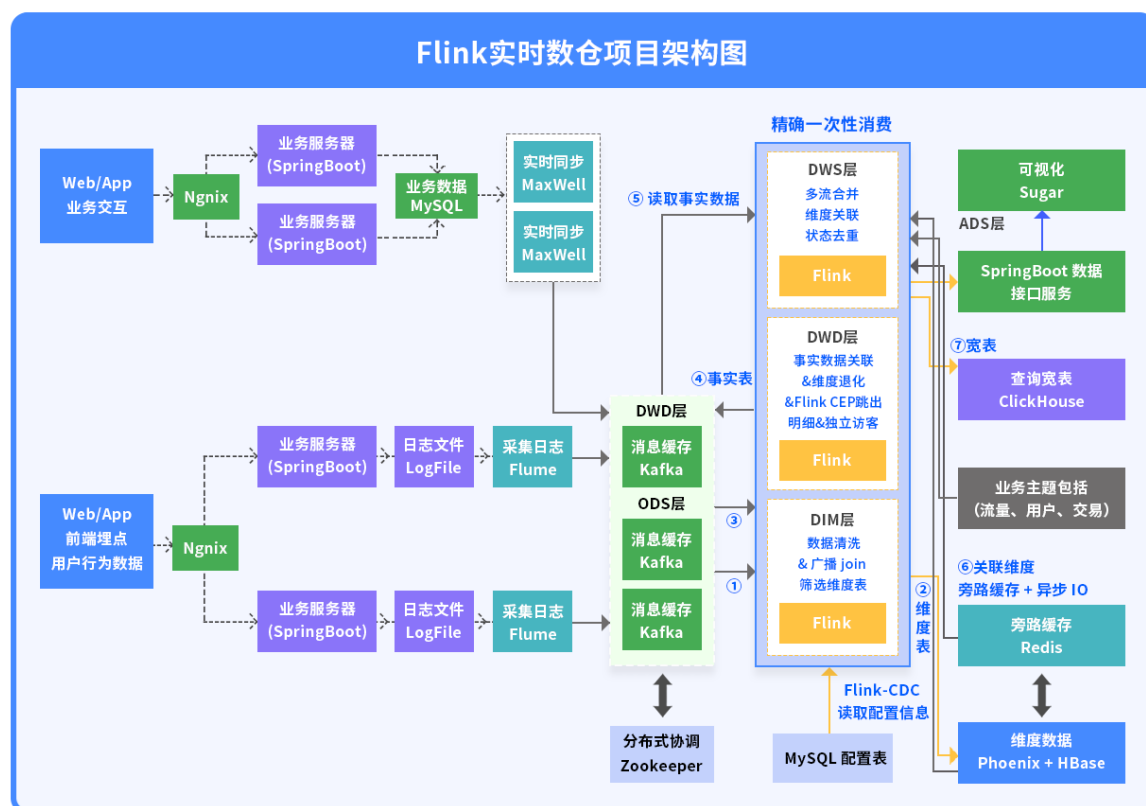 Flink实时数仓项目架构图
Web/App
业务交互
Ngnix
业务服务器
(SpringBoot)
业务服务器
(SpringBoot)
业务数据
MySQL
实时同步
MaxWell
实时同步
MaxWell
Web/App
前端埋点
用户行为数据
Ngnix
业务服务器
(SpringBoot)
日志文件
LogFile
采集日志
Flume
业务服务器
(SpringBoot)
日志文件
LogFile
采集日志
Flume
DWD层
消息缓存
Kafka
ODS层
消息缓存
Kafka
消息缓存
Kafka
分布式协调
Zookeeper
⑤ 读取事实数据
④事实表
③
①
精确一次性消费
DWS层
多流合并
维度关联
状态去重
Flink
DWD层
事实数据关联
&维度退化
&Flink CEP跳出
明细&独立访客
Flink
DIM层
数据清洗
& 广播 join
筛选维度表
Flink
Flink-CDC
读取配置信息
MySQL 配置表
②维度表
可视化
Sugar
ADS层
SpringBoot 数据
接口服务
⑦宽表
查询宽表
ClickHouse
业务主题包括
（流量、用户、交易）
⑥关联维度
旁路缓存 + 异步 IO
旁路缓存
Redis
维度数据
Phoenix + HBase